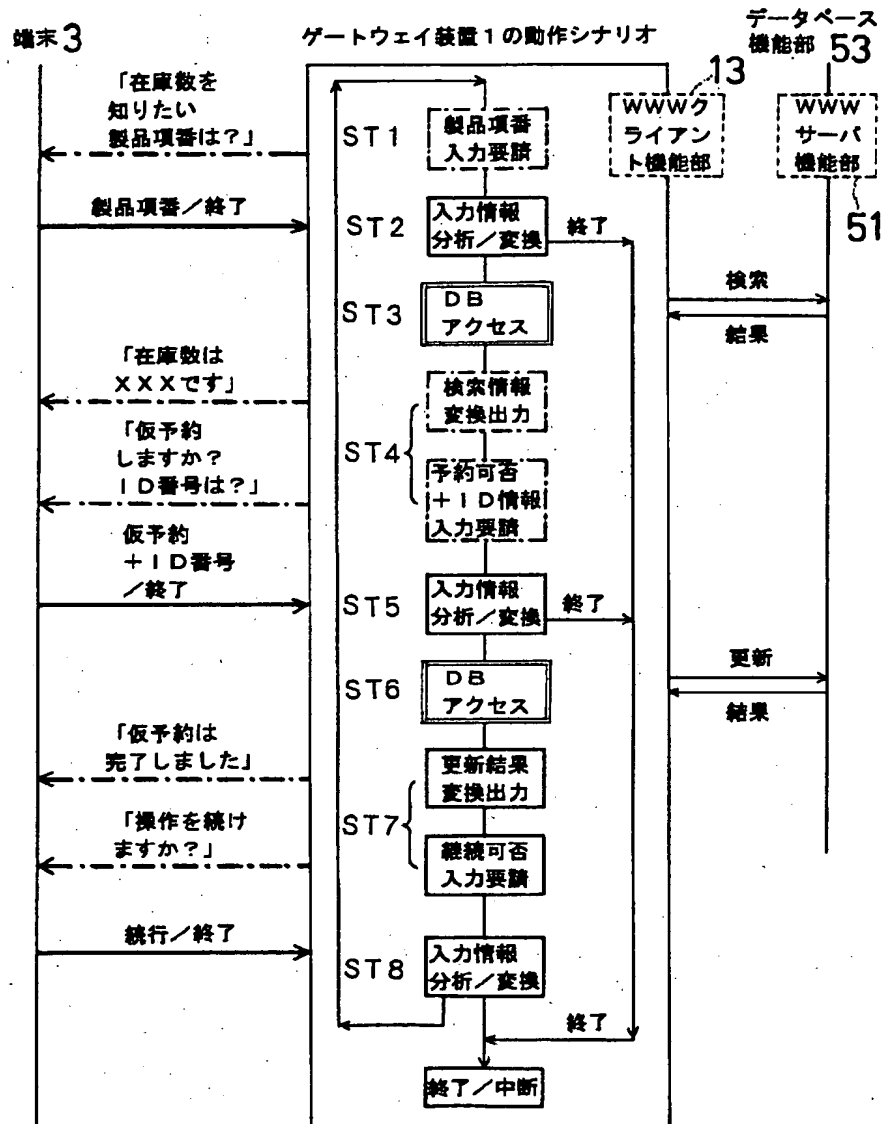 端末3
ゲートウェイ装置1の動作シナリオ
データベース
機能部 53
13
WWWク
ライアン
ト機能部
WWW
サーバ
機能部
51
「在庫数を
知りたい
製品項番は?」
ST1
製品項番
入力要請
製品項番/終了
ST2
入力情報
分析/変換
終了
ST3
DB
アクセス
検索
結果
「在庫数は
XXXです」
検索情報
変換出力
「仮予約
しますか?
ID番号は?」
ST4
予約可否
+ID情報
入力要請
仮予約
+ID番号
/終了
ST5
入力情報
分析/変換
終了
ST6
DB
アクセス
更新
結果
「仮予約は
完了しました」
更新結果
変換出力
ST7
「操作を続け
ますか?」
継続可否
入力要請
続行/終了
ST8
入力情報
分析/変換
終了
終了/中断